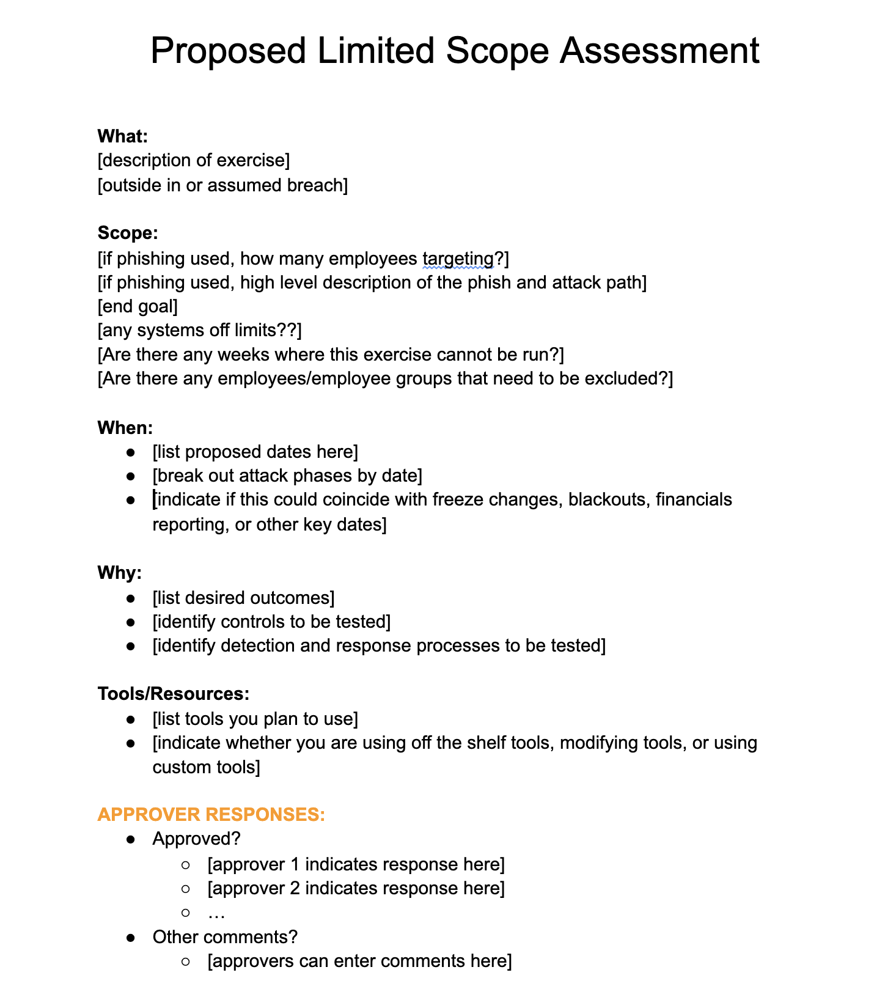 Proposed Limited Scope Assessment
What:
[description of exercise]
[outside in or assumed breach]
Scope:
[if phishing used, how many employees targeting?]
[if phishing used, high level description of the phish and attack path]
[end goal]
[any systems off limits??]
[Are there any weeks where this exercise cannot be run?]
[Are there any employees/employee groups that need to be excluded?]
When:
● [list proposed dates here]
● [break out attack phases by date]
● [indicate if this could coincide with freeze changes, blackouts, financials
reporting, or other key dates]
Why:
● [list desired outcomes]
● [identify controls to be tested]
● [identify detection and response processes to be tested]
Tools/Resources:
● [list tools you plan to use]
● [indicate whether you are using off the shelf tools, modifying tools, or using
custom tools]
APPROVER RESPONSES:
● Approved?
○ [approver 1 indicates response here]
○ [approver 2 indicates response here]
○ …
● Other comments?
○ [approvers can enter comments here]